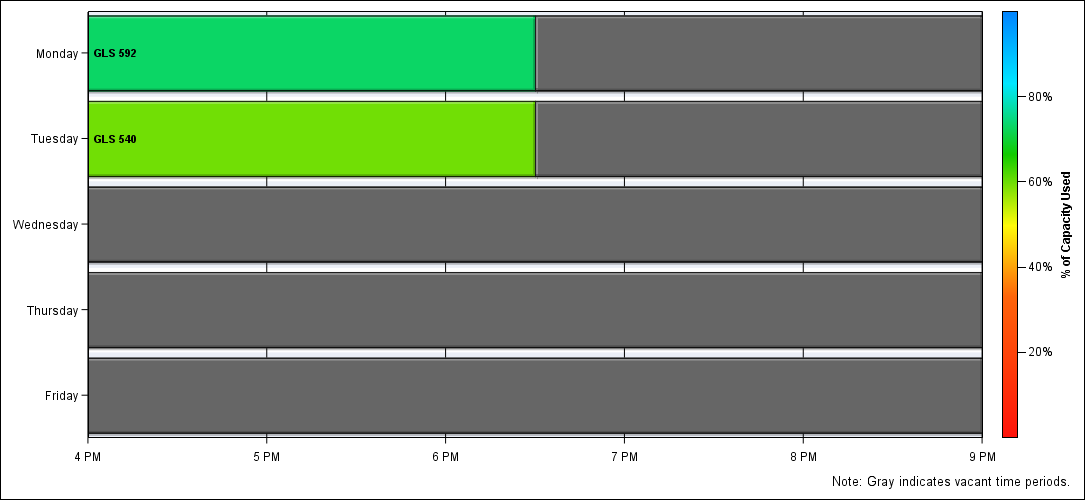 Monday
GLS 592
Tuesday
GLS 540
Wednesday
Thursday
Friday
4 PM
5 PM
6 PM
7 PM
8 PM
9 PM
80%
60%
40%
20%
% of Capacity Used
Note: Gray indicates vacant time periods.